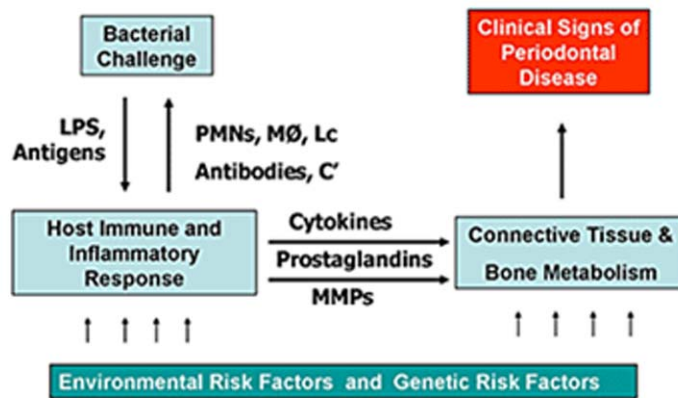 Bacterial
Challenge
Clinical Signs of
Periodontal
Disease
LPS,
Antigens
PMNs, MØ, Lc
Antibodies, C’
Host Immune and
Inflammatory
Response
Cytokines
Prostaglandins
MMPs
Connective Tissue &
Bone Metabolism
Environmental Risk Factors and Genetic Risk Factors